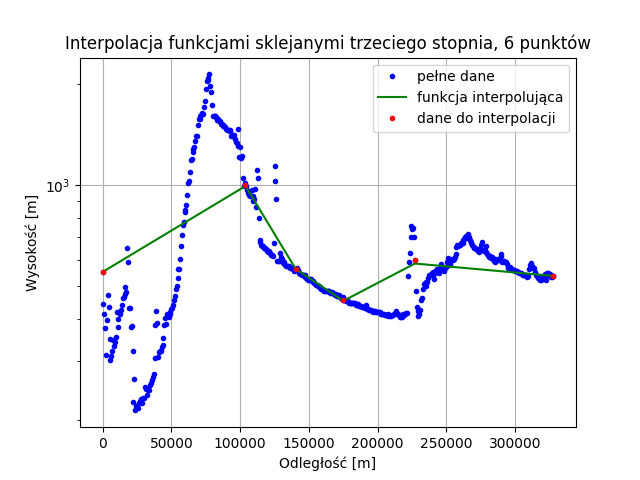 Interpolacja funkcjami sklejanymi trzeciego stopnia, 6 punktów
pełne dane
funkcja interpolująca
dane do interpolacji
Wysokość [m]
10³
0 50000 100000 150000 200000 250000 300000
Odległość [m]